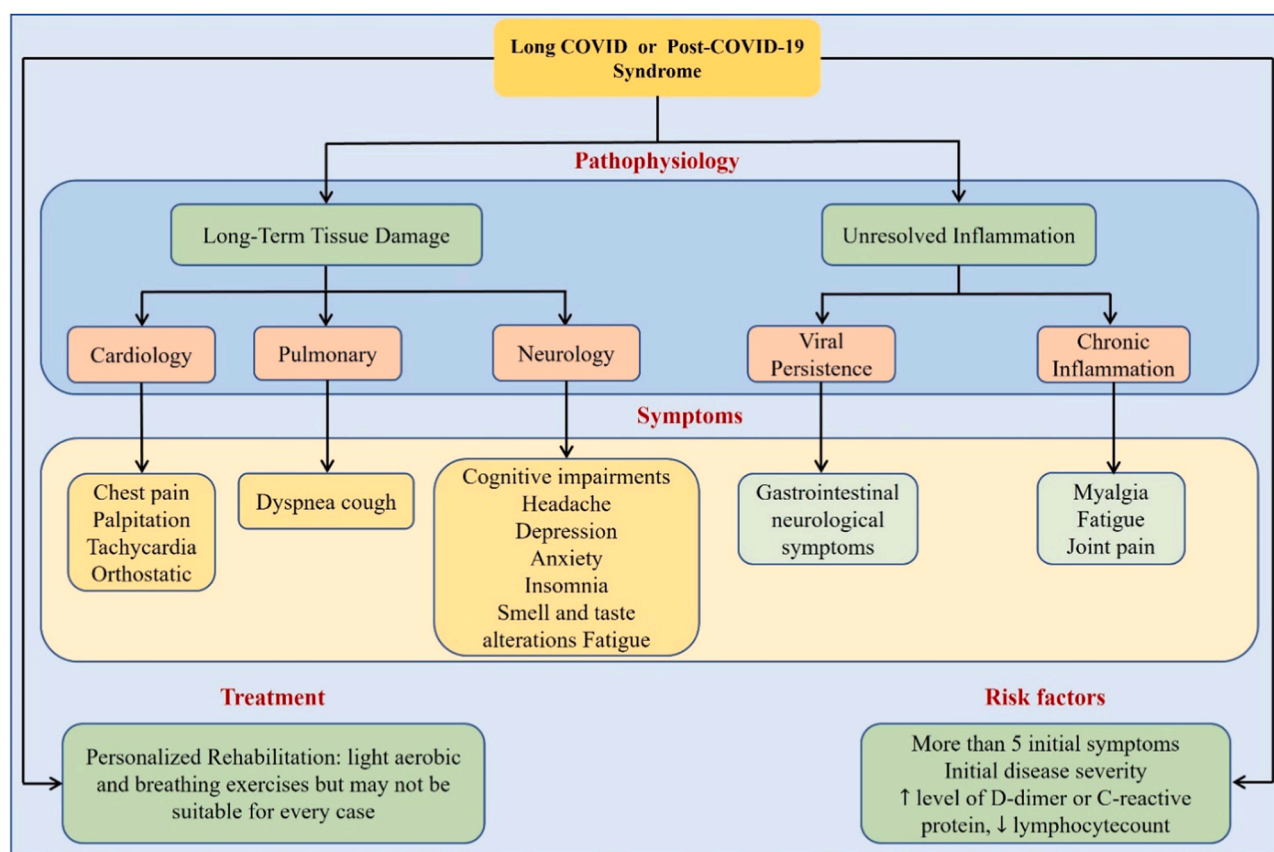 Long COVID or Post-COVID-19
Syndrome
Pathophysiology
Long-Term Tissue Damage
Unresolved Inflammation
Cardiology
Pulmonary
Neurology
Viral
Persistence
Chronic
Inflammation
Symptoms
Chest pain
Palpitation
Tachycardia
Orthostatic
Dyspnea cough
Cognitive impairments
Headache
Depression
Anxiety
Insomnia
Smell and taste
alterations Fatigue
Gastrointestinal
neurological
symptoms
Myalgia
Fatigue
Joint pain
Treatment
Personalized Rehabilitation: light aerobic
and breathing exercises but may not be
suitable for every case
Risk factors
More than 5 initial symptoms
Initial disease severity
↑ level of D-dimer or C-reactive
protein, ↓ lymphocytecount